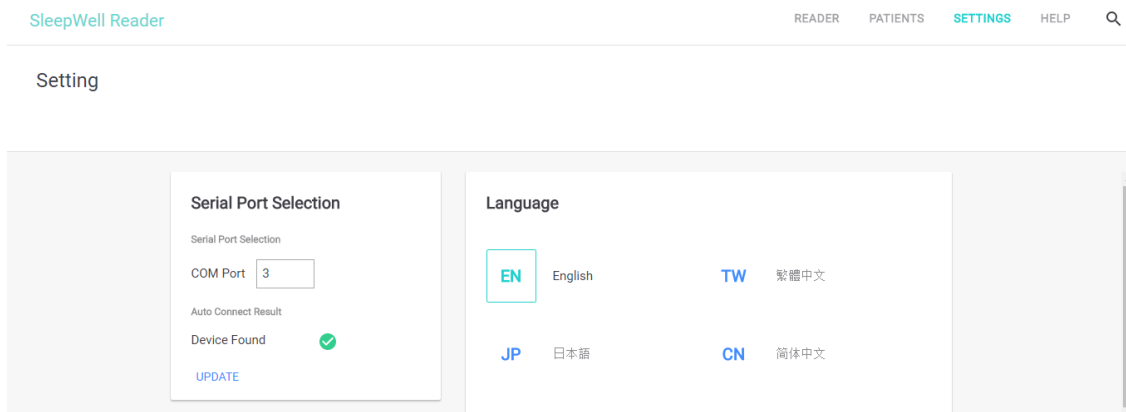 SleepWell Reader
READER PATIENTS SETTINGS HELP
Setting
Serial Port Selection
Serial Port Selection
COM Port 3
Auto Connect Result
Device Found
UPDATE
Language
EN English TW 繁體中文
JP 日本語 CN 简体中文